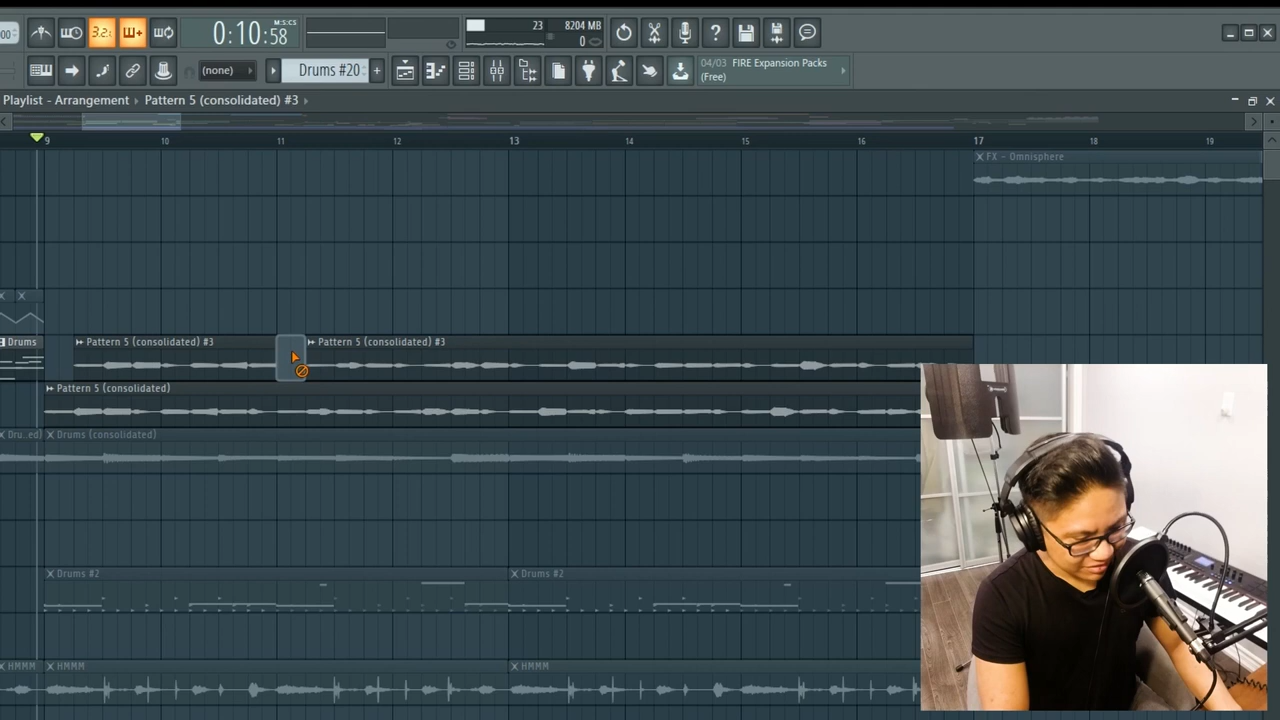 00
3.2:
0:10:58
M:S:CS
23
8204 MB
0
(none)
Drums #20
+
04/03 FIRE Expansion Packs
(Free)
Playlist - Arrangement Pattern 5 (consolidated) #3
9 10 11 12 13 14 15 16 17 18 19
FX - Omnisphere
Drums
Pattern 5 (consolidated) #3
Pattern 5 (consolidated) #3
Pattern 5 (consolidated)
Dru..ed)
Drums (consolidated)
Drums #2
Drums #2
HMMM
HMMM
HMMM